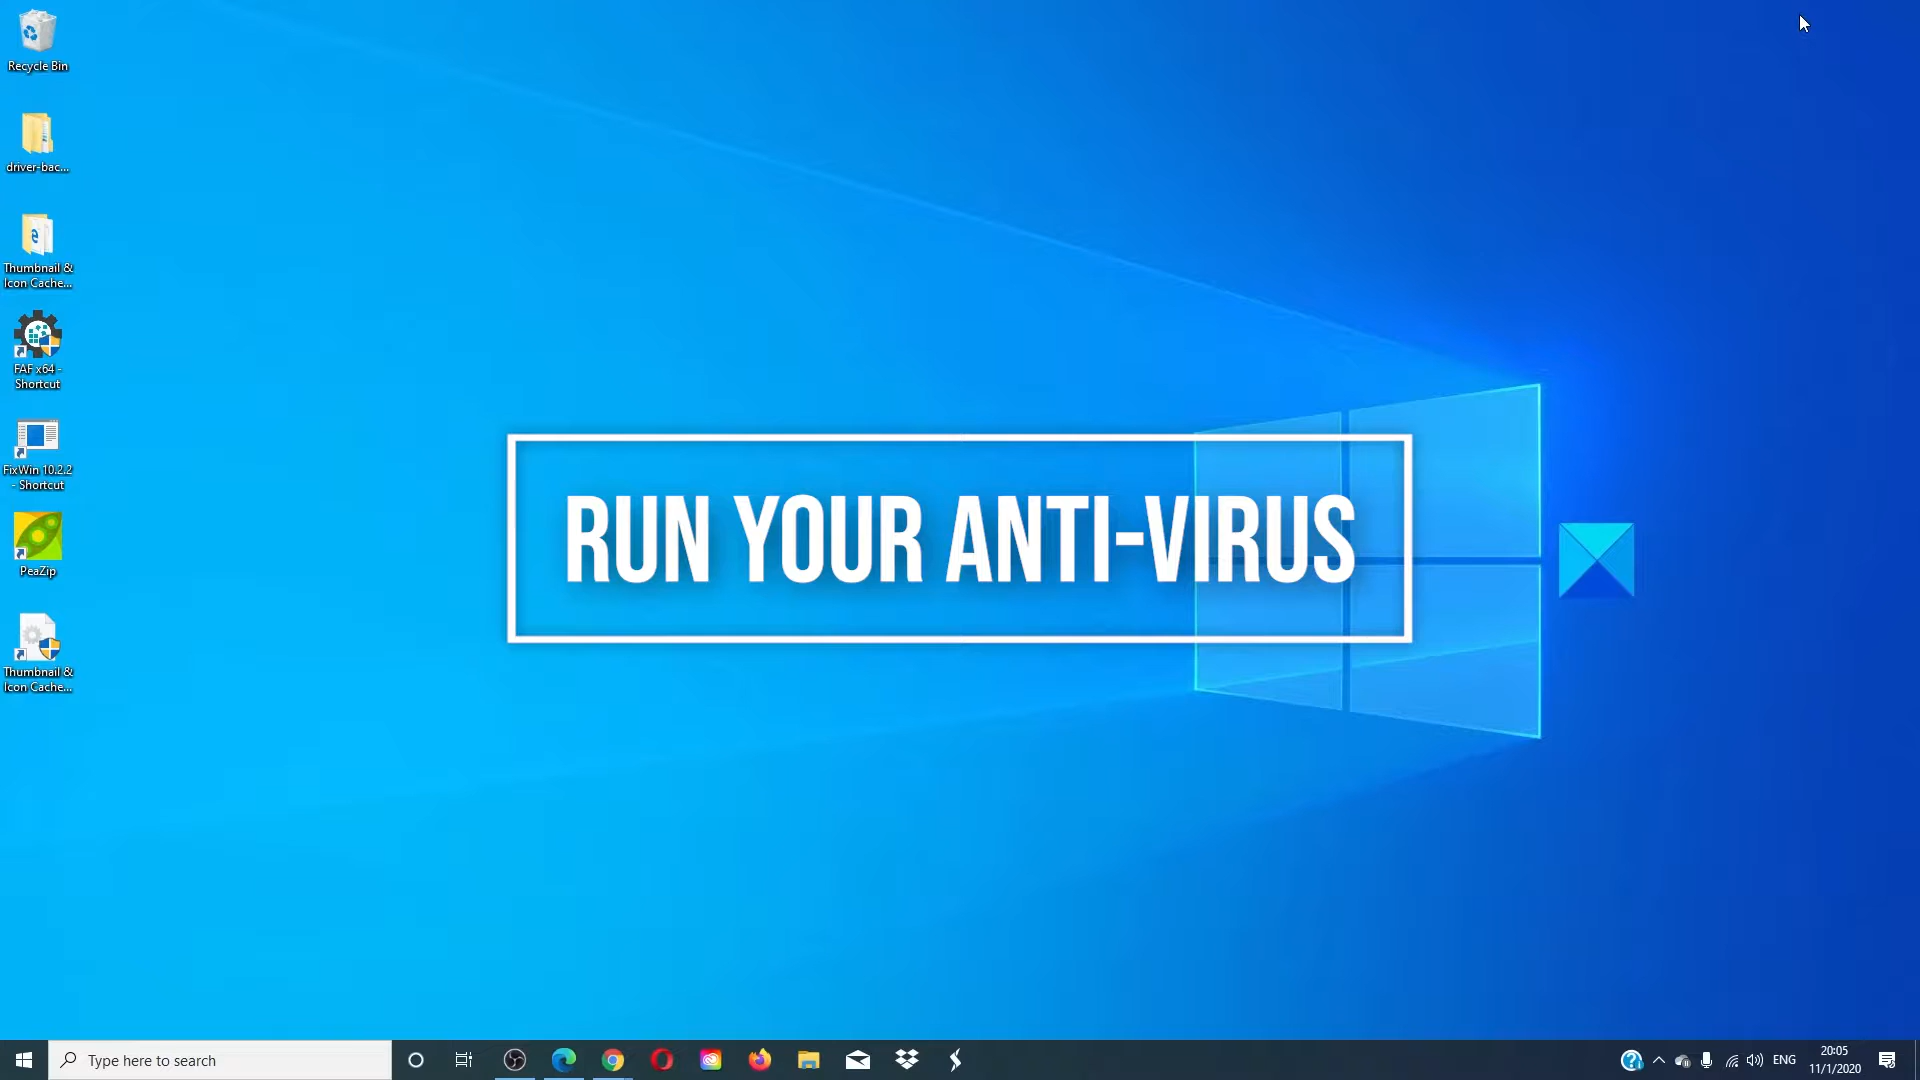 Recycle Bin
driver-bac...
Thumbnail &
Icon Cache...
FAF x64 -
Shortcut
FixWin 10.2.2
- Shortcut
PeaZip
Thumbnail &
Icon Cache...
RUN YOUR ANTI-VIRUS
Type here to search
ENG
20:05
11/1/2020